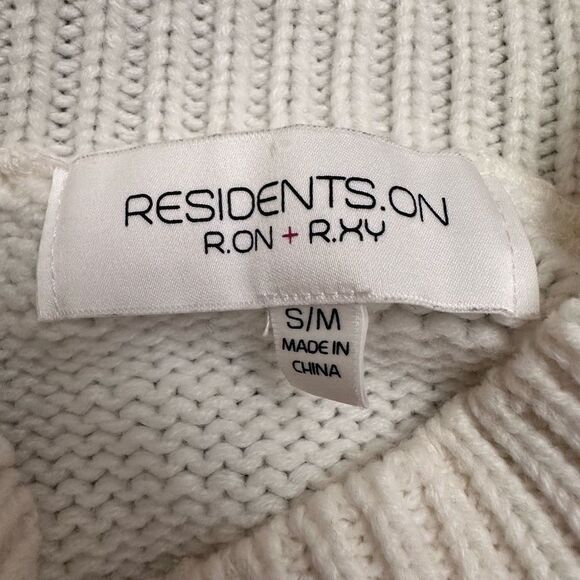 RESIDENTS.ON
R.ON + R.XY
S/M
MADE IN
CHINA